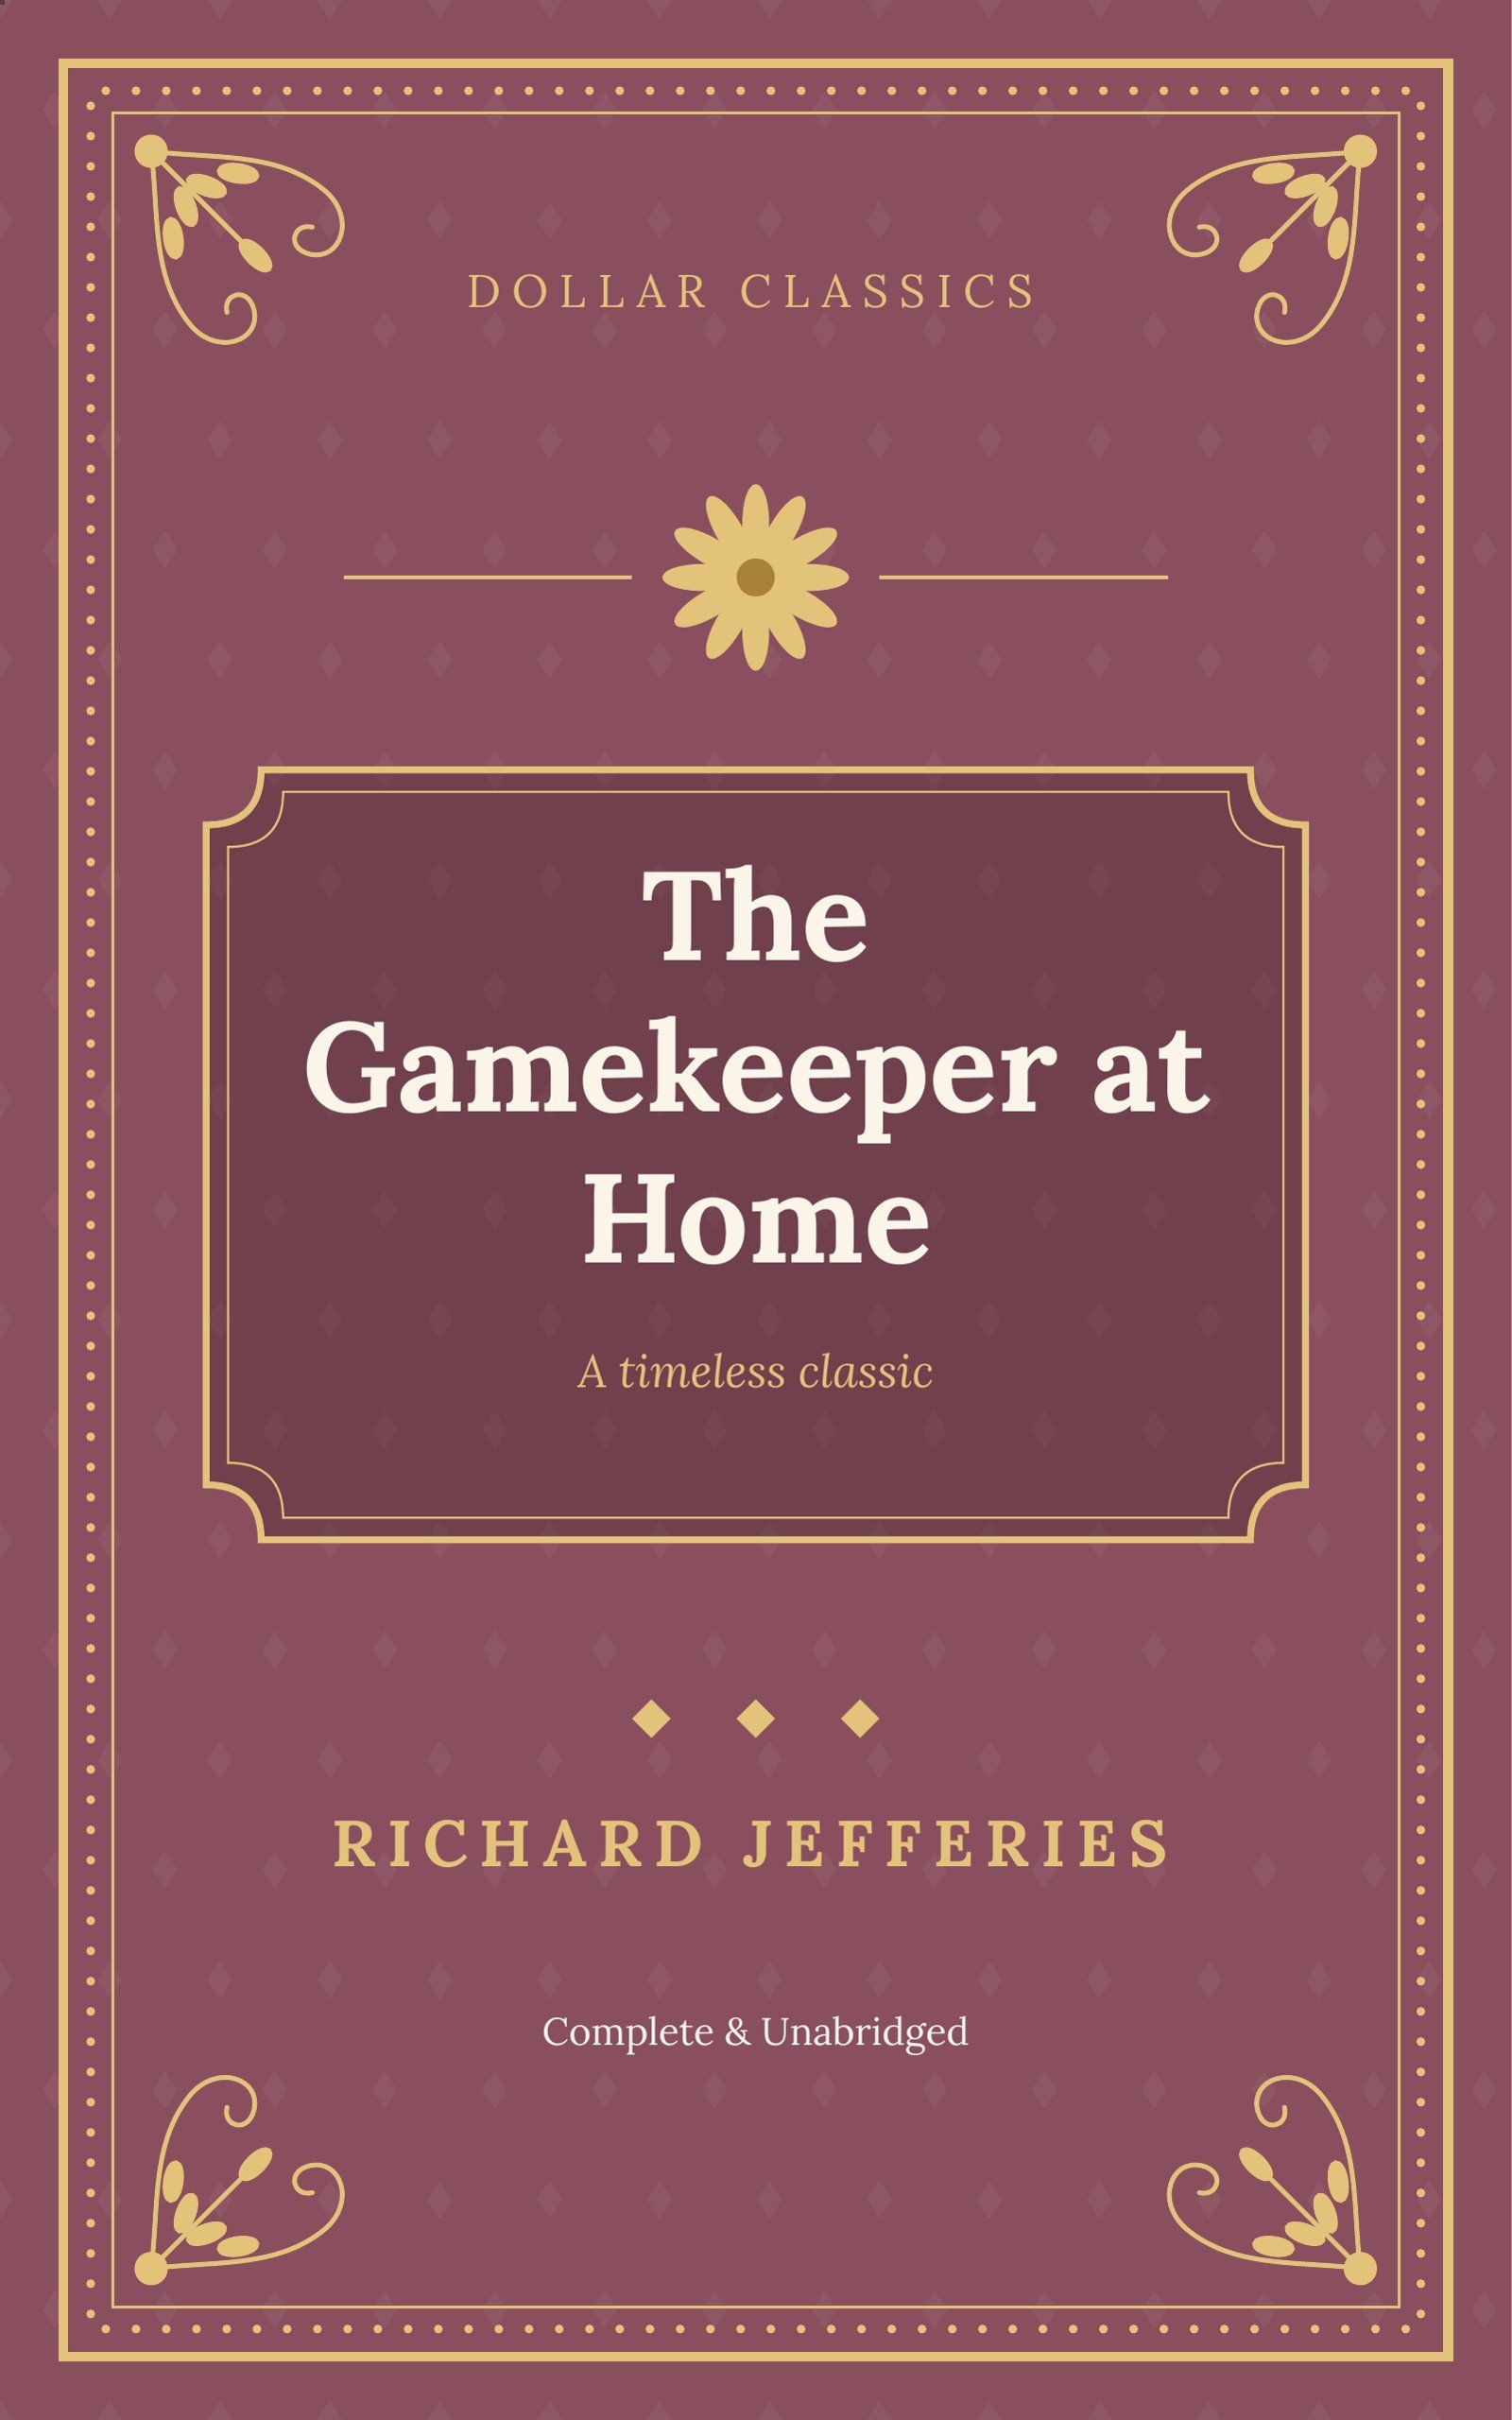 DOLLAR CLASSICS
The
Gamekeeper at
Home
A timeless classic
RICHARD JEFFERIES
Complete & Unabridged